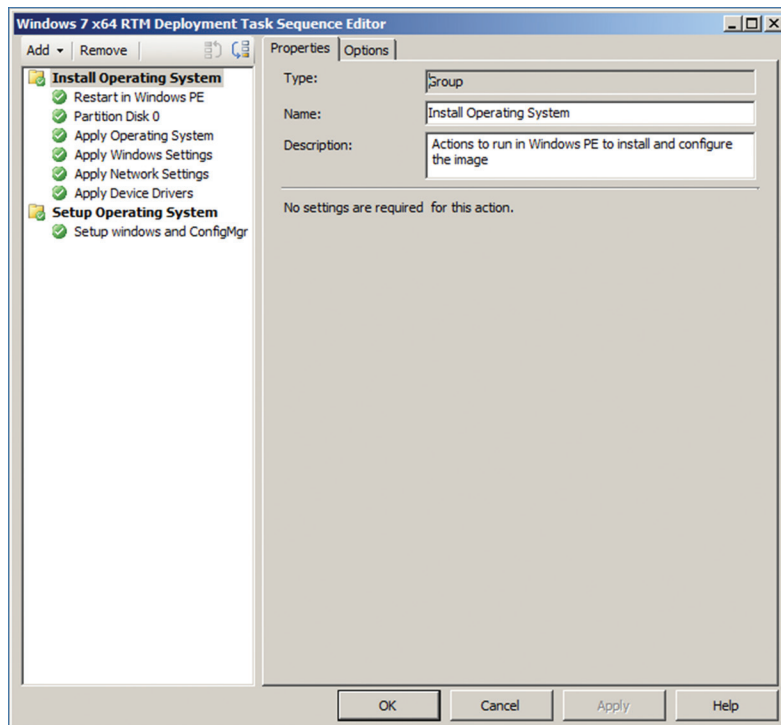 Windows 7 x64 RTM Deployment Task Sequence Editor
Add Remove
Properties Options
Install Operating System
Restart in Windows PE
Partition Disk 0
Apply Operating System
Apply Windows Settings
Apply Network Settings
Apply Device Drivers
Setup Operating System
Setup windows and ConfigMgr
Type: Group
Name: Install Operating System
Description: Actions to run in Windows PE to install and configure
the image
No settings are required for this action.
OK Cancel Apply Help